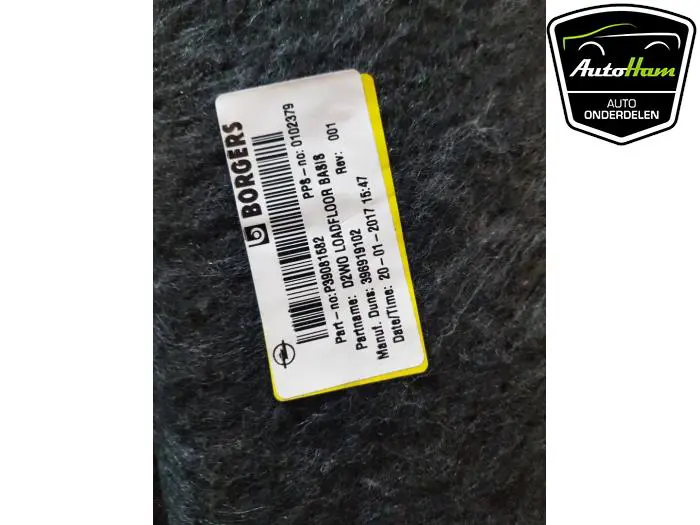 BORGERS
Part-no:P39081582 PPS-no: 0102379
Partname: D2WO LOADFLOOR BASIS
Manuf. Duns: 396919102 Rev: 001
Date/Time: 20-01-2017 15:47
AutoHam
AUTO
ONDERDELEN